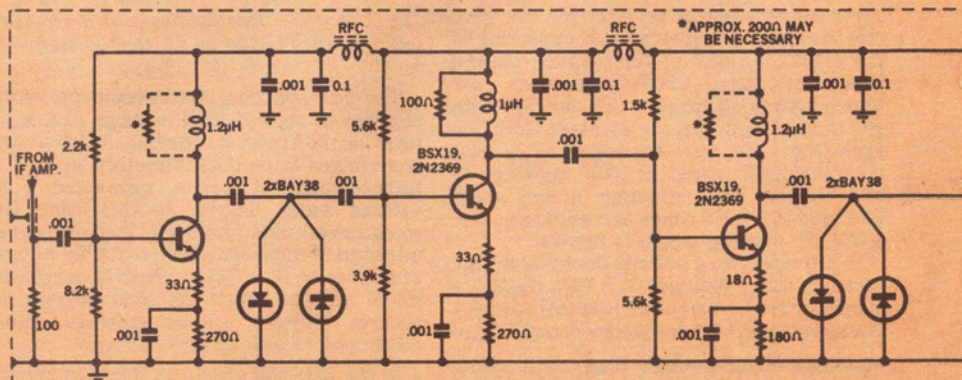 RFC
RFC
*APPROX. 200Ω MAY
BE NECESSARY
.001
0.1
.001
0.1
.001
0.1
*
1.2µH
100Ω
1µH
1.5k
*
1.2µH
2.2k
5.6k
.001
FROM
IF AMP.
BSX19,
2N2369
BSX19,
2N2369
.001
.001
2xBAY38
.001
.001
2xBAY38
33Ω
33Ω
18Ω
8.2k
3.9k
5.6k
100
.001
270Ω
.001
270Ω
.001
180Ω